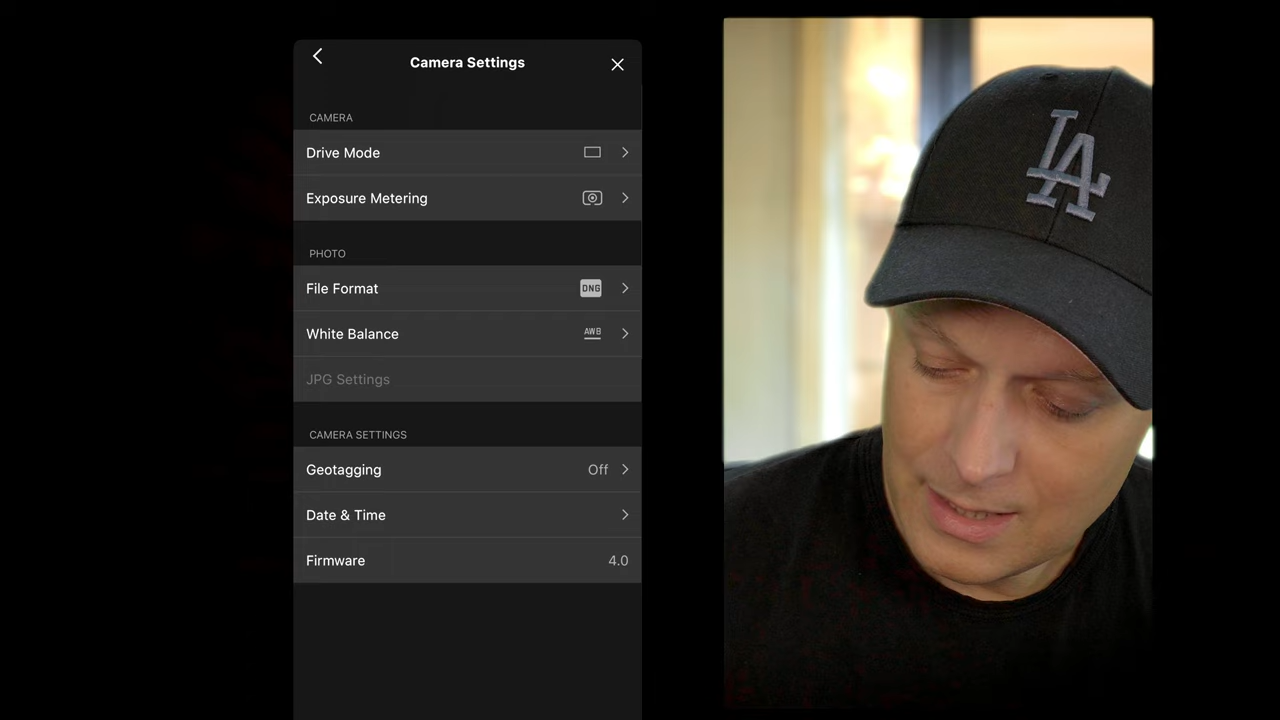 Camera Settings
CAMERA
Drive Mode
Exposure Metering
PHOTO
File Format DNG
White Balance AWB
JPG Settings
CAMERA SETTINGS
Geotagging Off
Date & Time
Firmware 4.0
LA